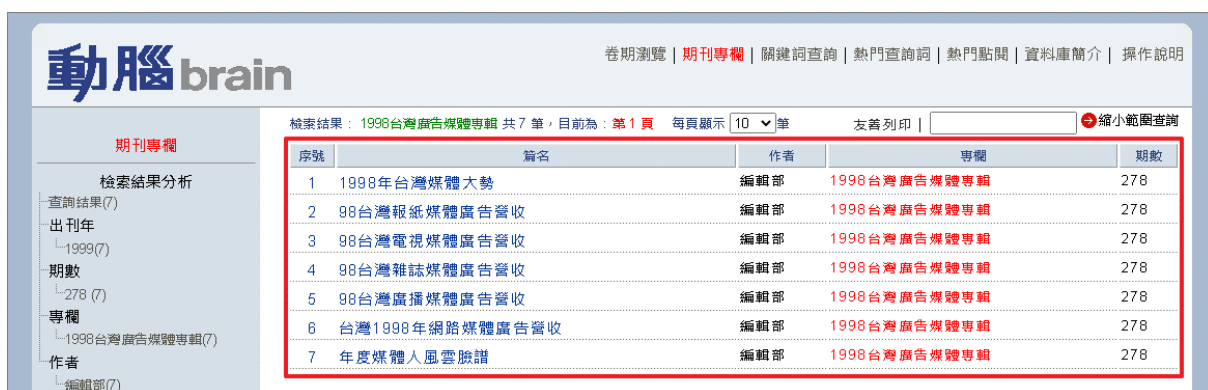 動腦brain
卷期瀏覽 | 期刊專欄 | 關鍵詞查詢 | 熱門查詢詞 | 熱門點閱 | 資料庫簡介 | 操作說明
期刊專欄
檢索結果分析
查詢結果(7)
出刊年
1999(7)
期數
278 (7)
專欄
1998台灣廣告媒體專輯(7)
作者
編輯部(7)
檢索結果： 1998台灣廣告媒體專輯 共 7 筆，目前為：第 1 頁 每頁顯示 10 筆 友善列印 | 縮小範圍查詢
序號 篇名 作者 專欄 期數
1 1998年台灣媒體大勢 編輯部 1998台灣廣告媒體專輯 278
2 98台灣報紙媒體廣告營收 編輯部 1998台灣廣告媒體專輯 278
3 98台灣電視媒體廣告營收 編輯部 1998台灣廣告媒體專輯 278
4 98台灣雜誌媒體廣告營收 編輯部 1998台灣廣告媒體專輯 278
5 98台灣廣播媒體廣告營收 編輯部 1998台灣廣告媒體專輯 278
6 台灣1998年網路媒體廣告營收 編輯部 1998台灣廣告媒體專輯 278
7 年度媒體人風雲臉譜 編輯部 1998台灣廣告媒體專輯 278